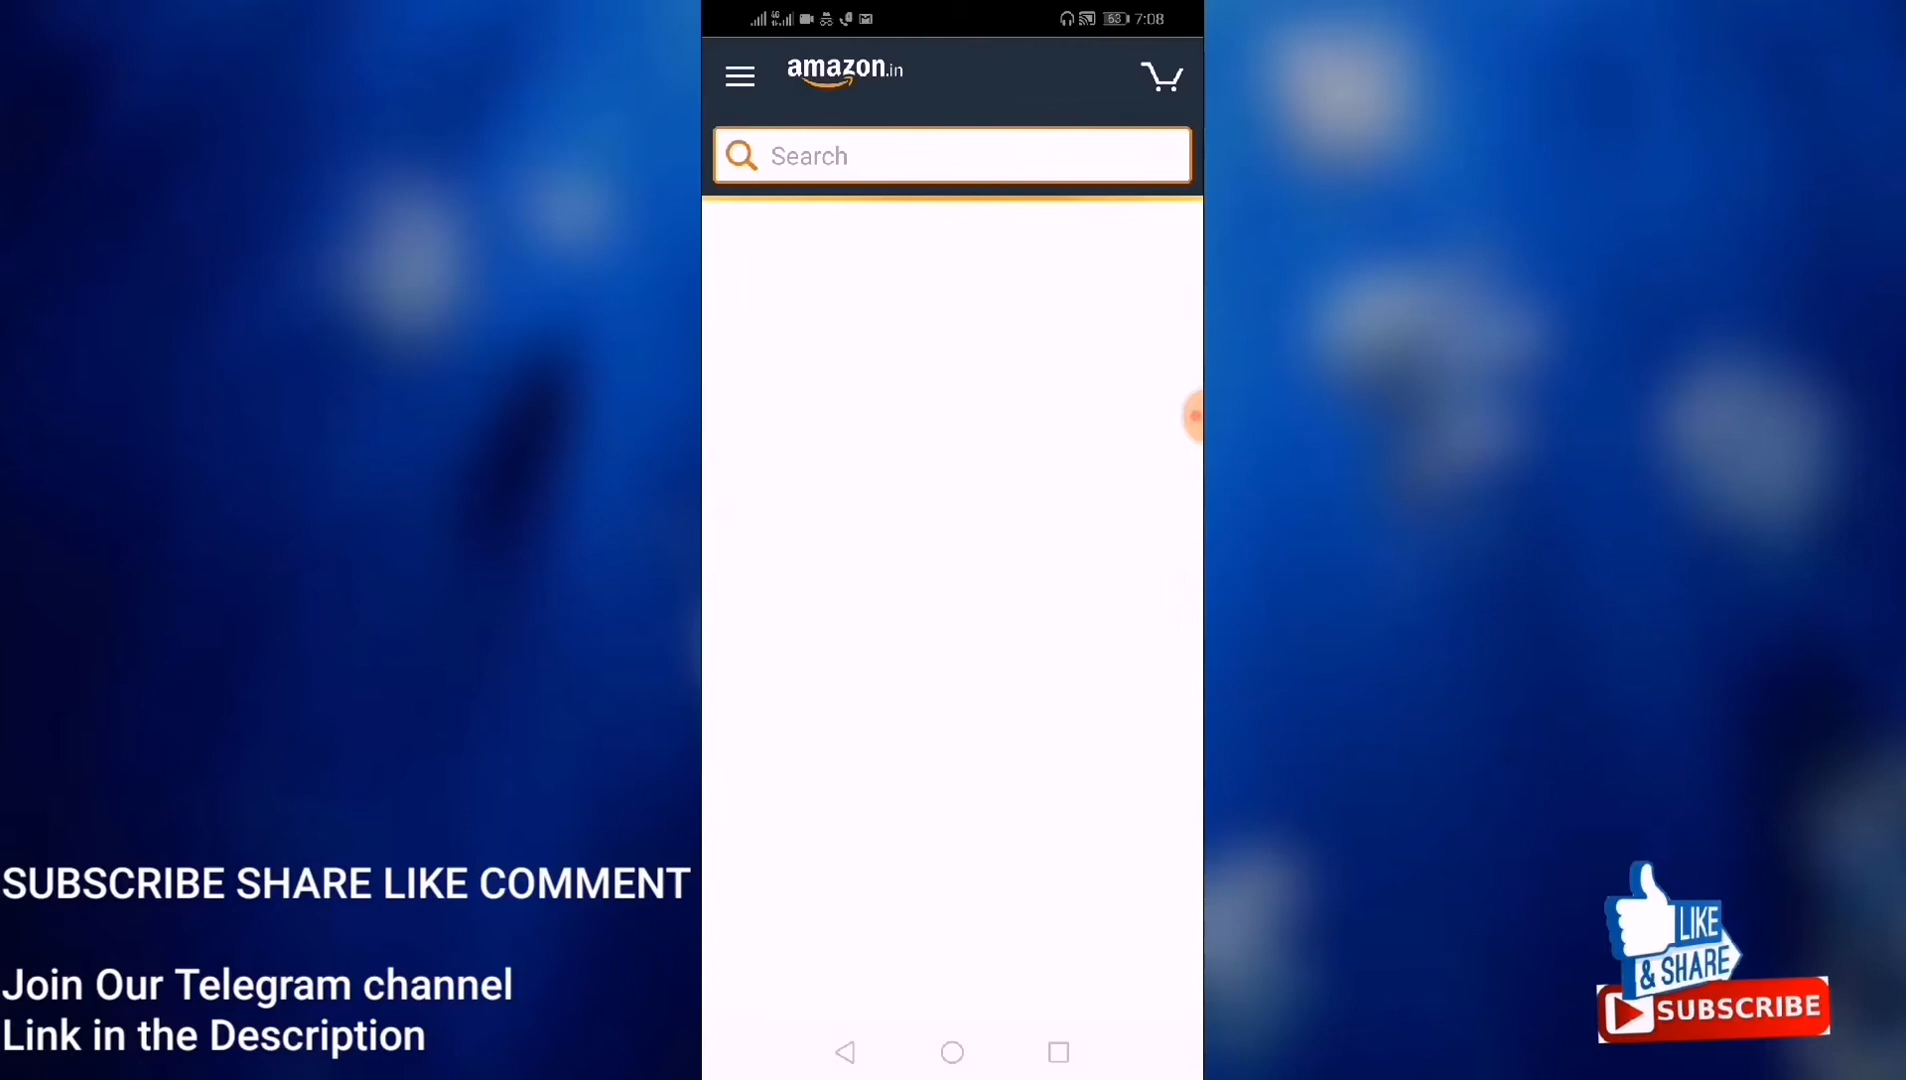 63 7:08
amazon.in
Search
SUBSCRIBE SHARE LIKE COMMENT
Join Our Telegram channel
Link in the Description
LIKE
& SHARE
SUBSCRIBE